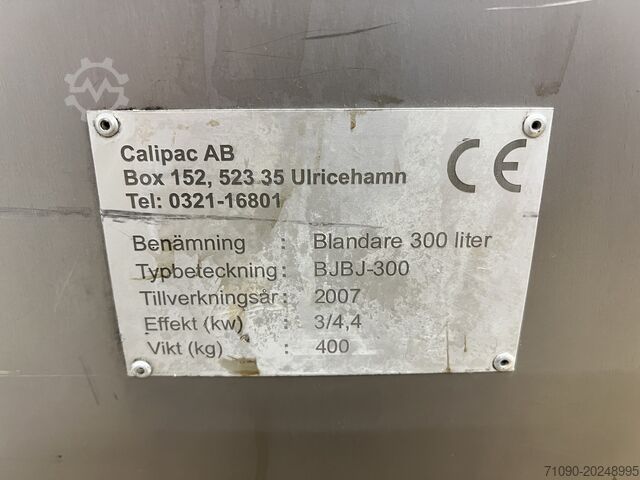 Calipac AB
Box 152, 523 35 Ulricehamn
Tel: 0321-16801
CE
Benämning : Blandare 300 liter
Typbeteckning : BJBJ-300
Tillverkningsår : 2007
Effekt (kw) : 3/4,4
Vikt (kg) : 400
71090-20248995